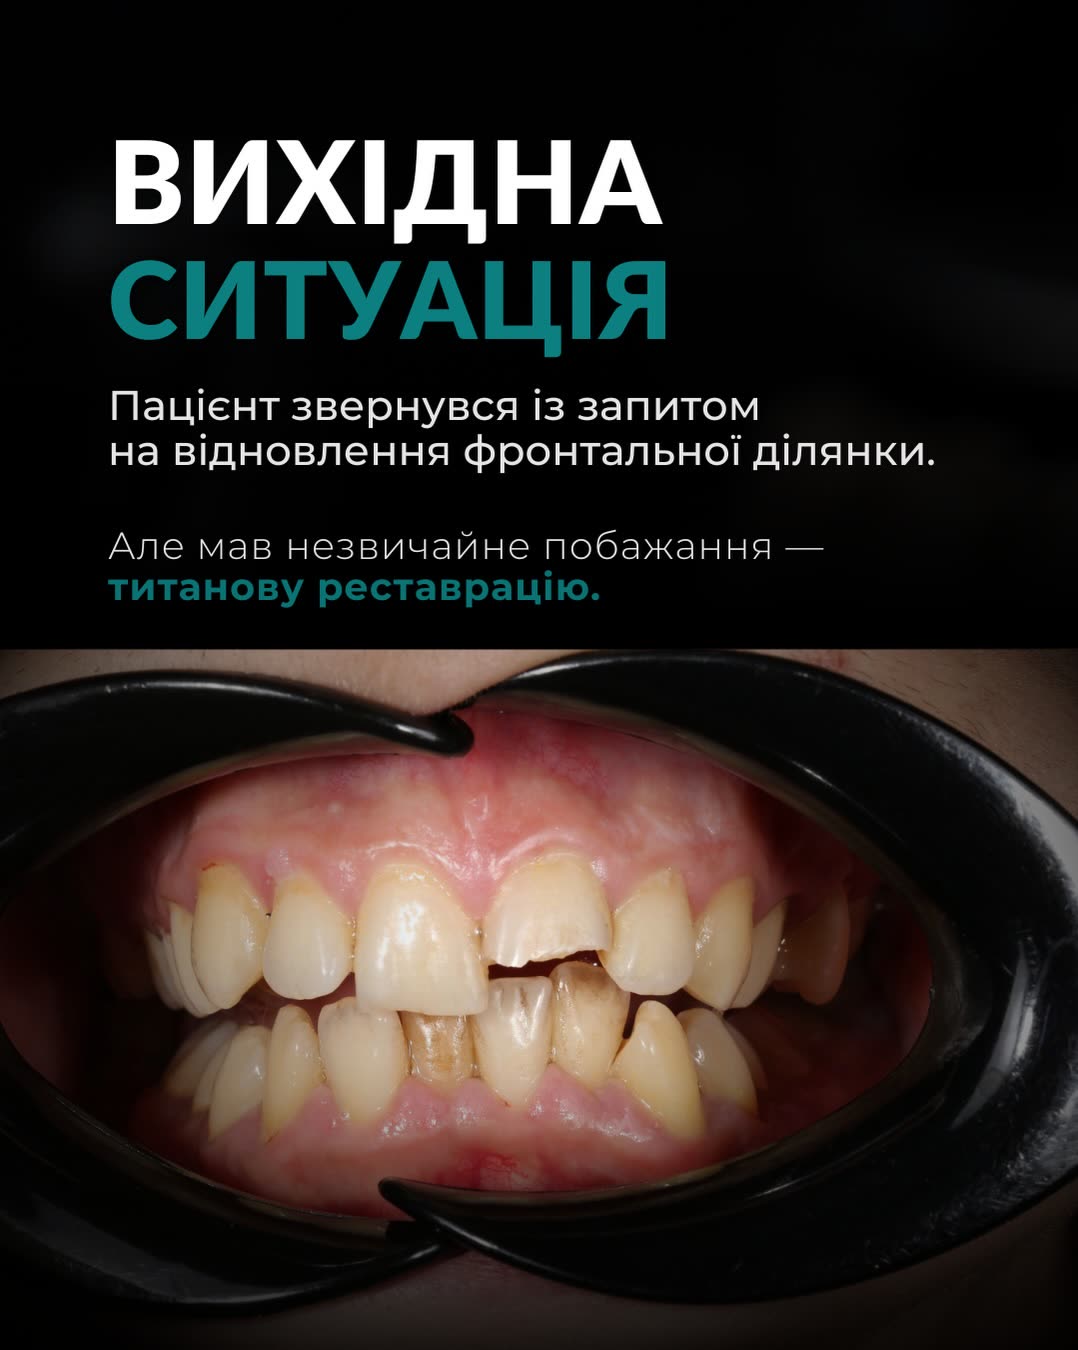 ВИХІДНА
СИТУАЦІЯ
Пацієнт звернувся із запитом
на відновлення фронтальної ділянки.
Але мав незвичайне побажання —
титанову реставрацію.